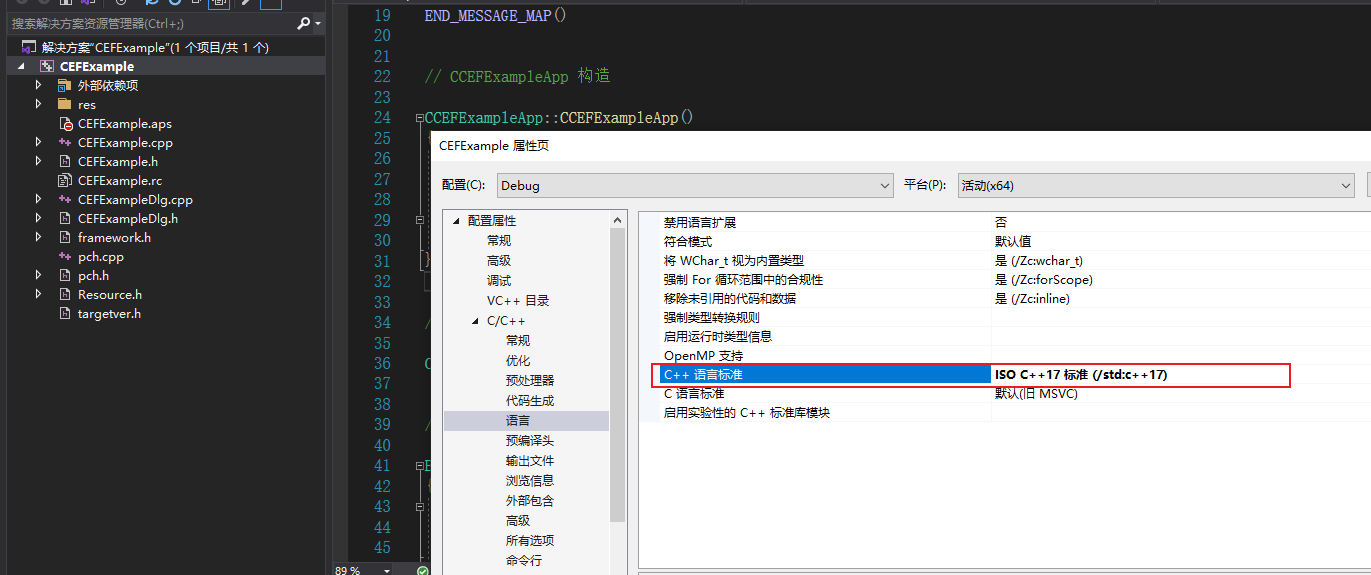 搜索解决方案资源管理器(Ctrl+;)
解决方案"CEFExample"(1 个项目/共 1 个)
CEFExample
外部依赖项
res
CEFExample.aps
CEFExample.cpp
CEFExample.h
CEFExample.rc
CEFExampleDlg.cpp
CEFExampleDlg.h
framework.h
pch.cpp
pch.h
Resource.h
targetver.h
19 END_MESSAGE_MAP()
20
21
22 // CCEFExampleApp 构造
23
24 CCEFExampleApp::CCEFExampleApp()
25
26
27
28
29
30
31 }
32
33
34 /
35
36 C
37
38
39 /
40
41
42
43
44
45
89 %
CEFExample 属性页
配置(C): Debug 平台(P): 活动(x64)
配置属性
常规
高级
调试
VC++ 目录
C/C++
常规
优化
预处理器
代码生成
语言
预编译头
输出文件
浏览信息
外部包含
高级
所有选项
命令行
禁用语言扩展 否
符合模式 默认值
将 WChar_t 视为内置类型 是 (/Zc:wchar_t)
强制 For 循环范围中的合规性 是 (/Zc:forScope)
移除未引用的代码和数据 是 (/Zc:inline)
强制类型转换规则
启用运行时类型信息
OpenMP 支持
C++ 语言标准 ISO C++17 标准 (/std:c++17)
C 语言标准 默认(旧 MSVC)
启用实验性的 C++ 标准库模块